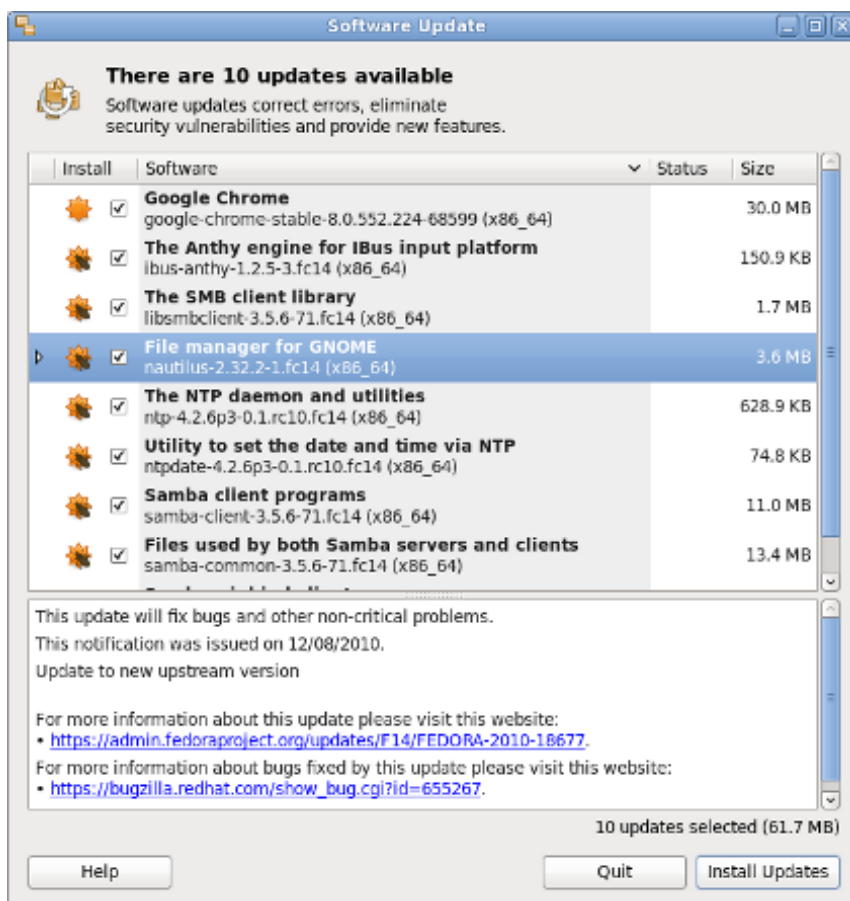 Software Update
There are 10 updates available
Software updates correct errors, eliminate
security vulnerabilities and provide new features.
Install Software Status Size
Google Chrome
google-chrome-stable-8.0.552.224-68599 (x86_64) 30.0 MB
The Anthy engine for IBus input platform
ibus-anthy-1.2.5-3.fc14 (x86_64) 150.9 KB
The SMB client library
libsmbclient-3.5.6-71.fc14 (x86_64) 1.7 MB
File manager for GNOME
nautilus-2.32.2-1.fc14 (x86_64) 3.6 MB
The NTP daemon and utilities
ntp-4.2.6p3-0.1.rc10.fc14 (x86_64) 628.9 KB
Utility to set the date and time via NTP
ntpdate-4.2.6p3-0.1.rc10.fc14 (x86_64) 74.8 KB
Samba client programs
samba-client-3.5.6-71.fc14 (x86_64) 11.0 MB
Files used by both Samba servers and clients
samba-common-3.5.6-71.fc14 (x86_64) 13.4 MB
This update will fix bugs and other non-critical problems.
This notification was issued on 12/08/2010.
Update to new upstream version
For more information about this update please visit this website:
• https://admin.fedoraproject.org/updates/F14/FEDORA-2010-18677.
For more information about bugs fixed by this update please visit this website:
• https://bugzilla.redhat.com/show_bug.cgi?id=655267.
10 updates selected (61.7 MB)
Help Quit Install Updates